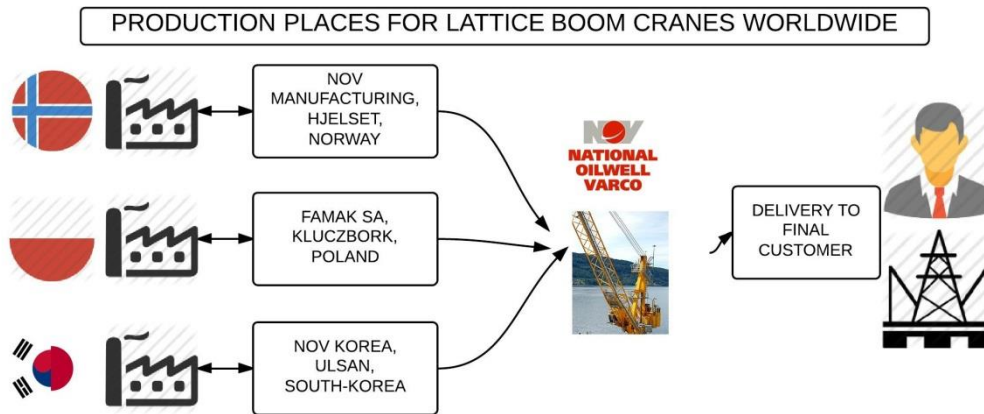 PRODUCTION PLACES FOR LATTICE BOOM CRANES WORLDWIDE
NOV
MANUFACTURING,
HJELSET,
NORWAY
FAMAK SA,
KLUCZBORK,
POLAND
NOV KOREA,
ULSAN,
SOUTH-KOREA
NOV
NATIONAL
OILWELL
VARCO
DELIVERY TO
FINAL
CUSTOMER